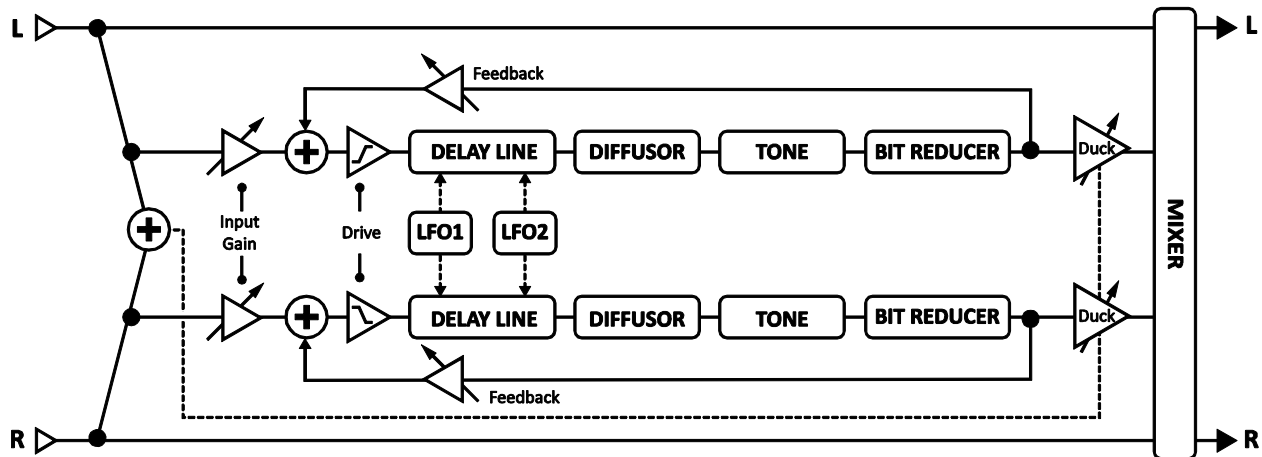 L
L
Feedback
DELAY LINE
DIFFUSOR
TONE
BIT REDUCER
Duck
Input
Gain
Drive
LFO1
LFO2
MIXER
DELAY LINE
DIFFUSOR
TONE
BIT REDUCER
Duck
Feedback
R
R